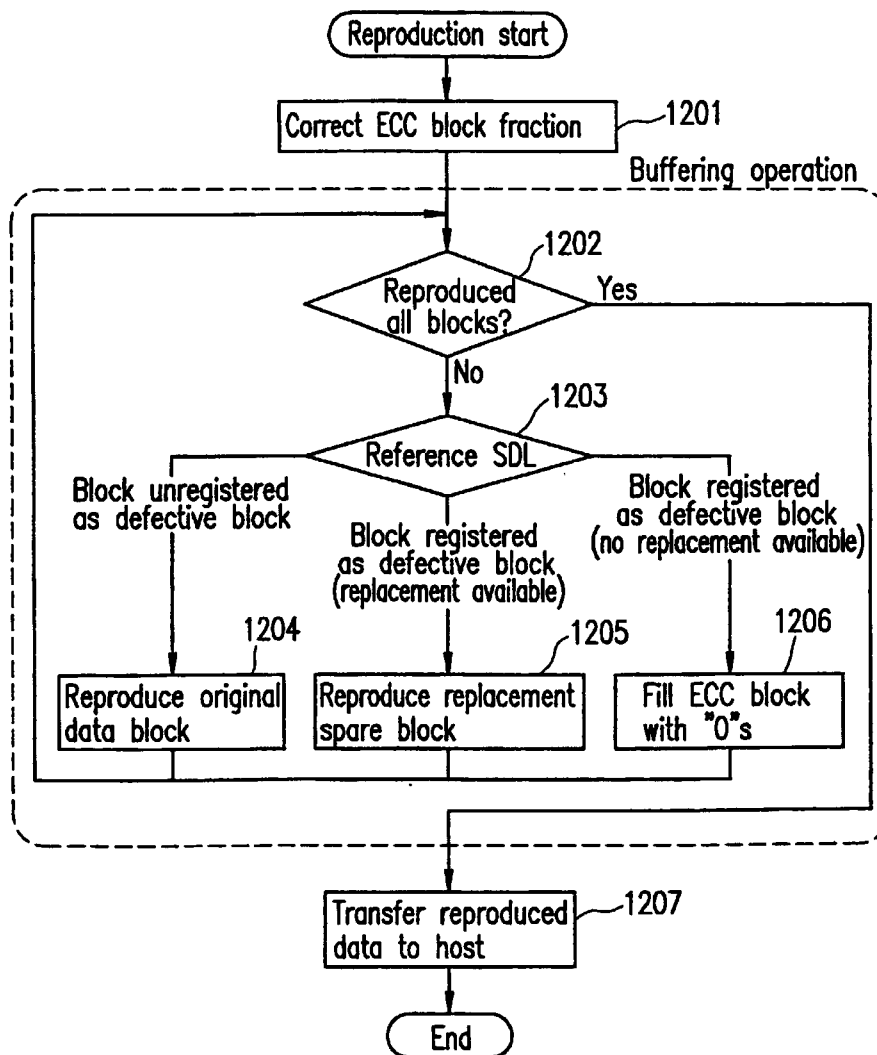 Reproduction start
Correct ECC block fraction
1201
Buffering operation
1202
Reproduced
all blocks?
Yes
No
1203
Reference SDL
Block unregistered
as defective block
Block registered
as defective block
(replacement available)
Block registered
as defective block
(no replacement available)
1204
Reproduce original
data block
1205
Reproduce replacement
spare block
1206
Fill ECC block
with "0"s
Transfer reproduced
data to host
1207
End